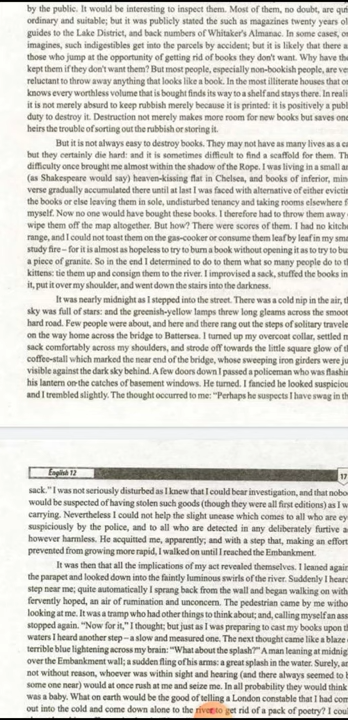 by the public. It would be interesting to inspect them. Most of them, no doubt, are qui
ordinary and suitable; but it was publicly stated the such as magazines twenty years ol
guides to the Lake District, and back numbers of Whitaker's Almanac. In some cases, or
imagines, such indigestibles get into the parcels by accident; but it is likely that there a
those who jump at the opportunity of getting rid of books they don't want. Why have the
kept them if they don't want them? But most people, especially non-bookish people, are ve
reluctant to throw away anything that looks like a book. In the most illiterate houses that on
knows every worthless volume that is bought finds its way to a shelf and stays there. In reali
it is not merely absurd to keep rubbish merely because it is printed: it is positively a publ
duty to destroy it. Destruction not merely makes more room for new books but saves one
heirs the trouble of sorting out the rubbish or storing it.
But it is not always easy to destroy books. They may not have as many lives as a ca
but they certainly die hard: and it is sometimes difficult to find a scaffold for them. Th
difficulty once brought me almost within the shadow of the Rope. I was living in a small and
(as Shakespeare would say) heaven-kissing flat in Chelsea, and books of inferior, mino
verse gradually accumulated there until at last I was faced with alternative of either evictin
the books or else leaving them in sole, undisturbed tenancy and taking rooms elsewhere f
myself. Now no one would have bought these books. I therefore had to throw them away
wipe them off the map altogether. But how? There were scores of them. I had no kitche
range, and I could not toast them on the gas-cooker or consume them leaf by leaf in my sma
study fire – for it is almost as hopeless to try to burn a book without opening it as to try to bu
a piece of granite. So in the end I determined to do to them what so many people do to th
kittens: tie them up and consign them to the river. I improvised a sack, stuffed the books in
it, put it over my shoulder, and went down the stairs into the darkness.
It was nearly midnight as I stepped into the street. There was a cold nip in the air, th
sky was full of stars: and the greenish-yellow lamps threw long gleams across the smoot
hard road. Few people were about, and here and there rang out the steps of solitary travele
on the way home across the bridge to Battersea. I turned up my overcoat collar, settled m
sack comfortably across my shoulders, and strode off towards the little square glow of th
coffee-stall which marked the near end of the bridge, whose sweeping iron girders were ju
visible against the dark sky behind. A few doors down I passed a policeman who was flashin
his lantern on the catches of basement windows. He turned. I fancied he looked suspiciou
and I trembled slightly. The thought occurred to me: "Perhaps he suspects I have swag in th
English 12
17
sack." I was not seriously disturbed as I knew that I could bear investigation, and that nobo
would be suspected of having stolen such goods (though they were all first editions) as I w
carrying. Nevertheless I could not help the slight unease which comes to all who are eye
suspiciously by the police, and to all who are detected in any deliberately furtive a
however harmless. He acquitted me, apparently; and with a step that, making an effort
prevented from growing more rapid, I walked on until I reached the Embankment.
It was then that all the implications of my act revealed themselves. I leaned again
the parapet and looked down into the faintly luminous swirls of the river. Suddenly I heard
step near me; quite automatically I sprang back from the wall and began walking on with
fervently hoped, an air of rumination and unconcern. The pedestrian came by me witho
looking at me. It was a tramp who had other things to think about; and, calling myself an ass
stopped again. "Now for it," I thought; but just as I was preparing to cast my books upon th
waters I heard another step – a slow and measured one. The next thought came like a blaze
terrible blue lightening across my brain: "What about the splash?" A man leaning at midnig
over the Embankment wall; a sudden fling of his arms: a great splash in the water. Surely, an
not without reason, whoever was within sight and hearing (and there always seemed to b
some one near) would at once rush at me and seize me. In all probability they would think
was a baby. What on earth would be the good of telling a London constable that I had com
out into the cold and come down alone to the river to get rid of a pack of poetry? I coul